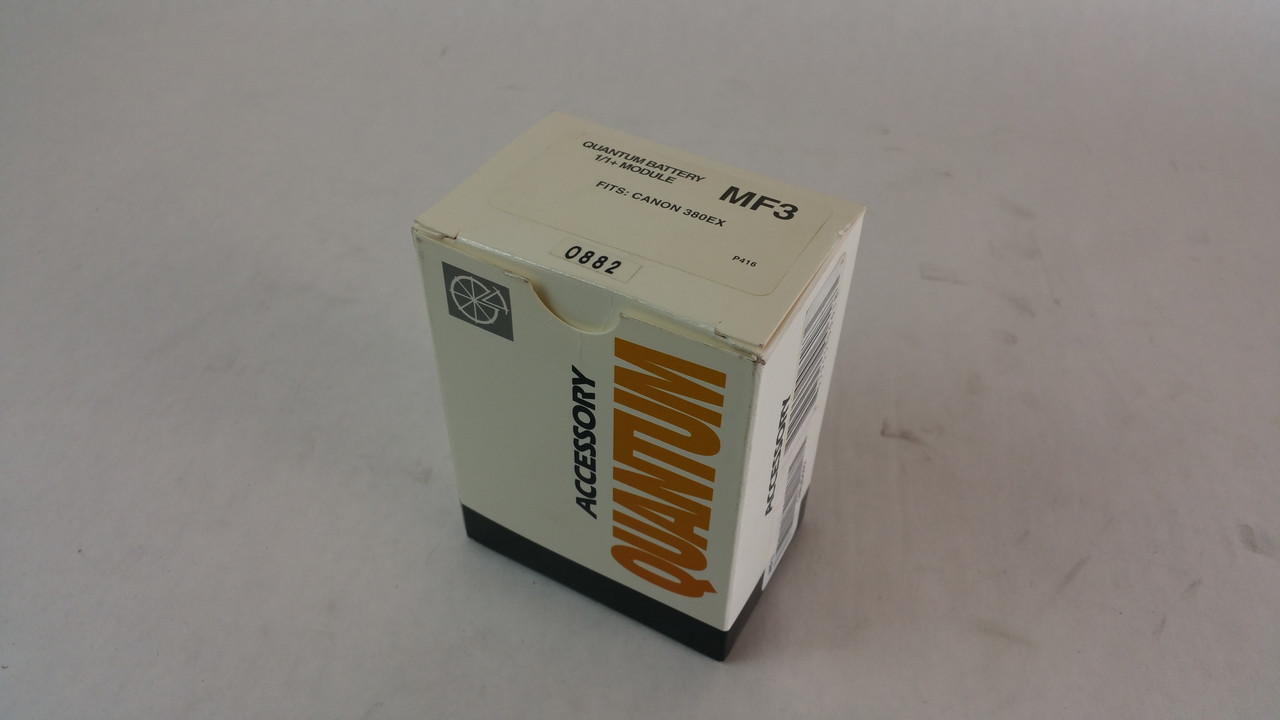 QUANTUM BATTERY
1/1+ MODULE
MF3
FITS: CANON 380EX
P416
0882
ACCESSORY
QUANTUM
ACCESSORY